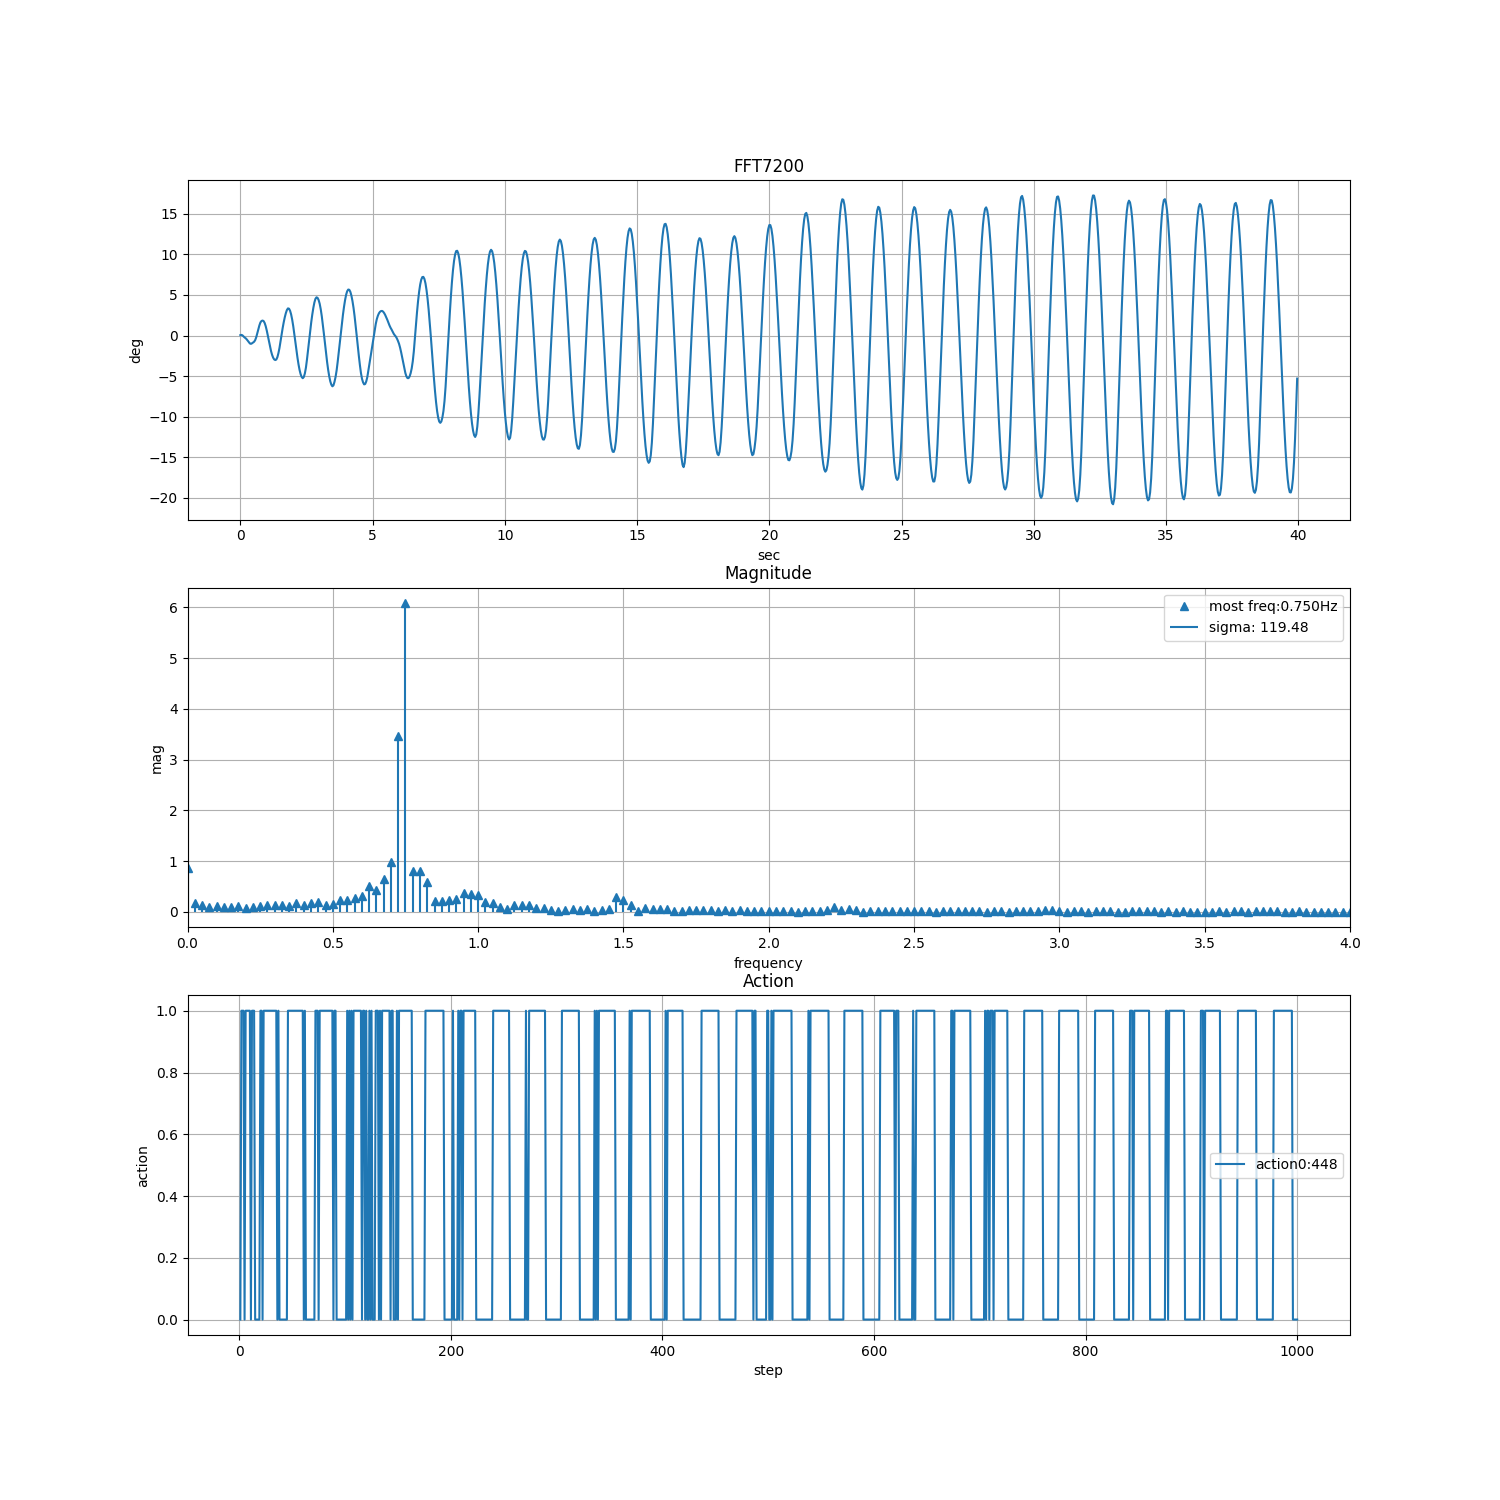 FFT7200
15
10
5
0
−5
−10
−15
−20
deg
0 5 10 15 20 25 30 35 40
sec
Magnitude
6
5
4
3
2
1
0
mag
most freq:0.750Hz
sigma: 119.48
0.0 0.5 1.0 1.5 2.0 2.5 3.0 3.5 4.0
frequency
Action
1.0
0.8
0.6
0.4
0.2
0.0
action
action0:448
0 200 400 600 800 1000
step